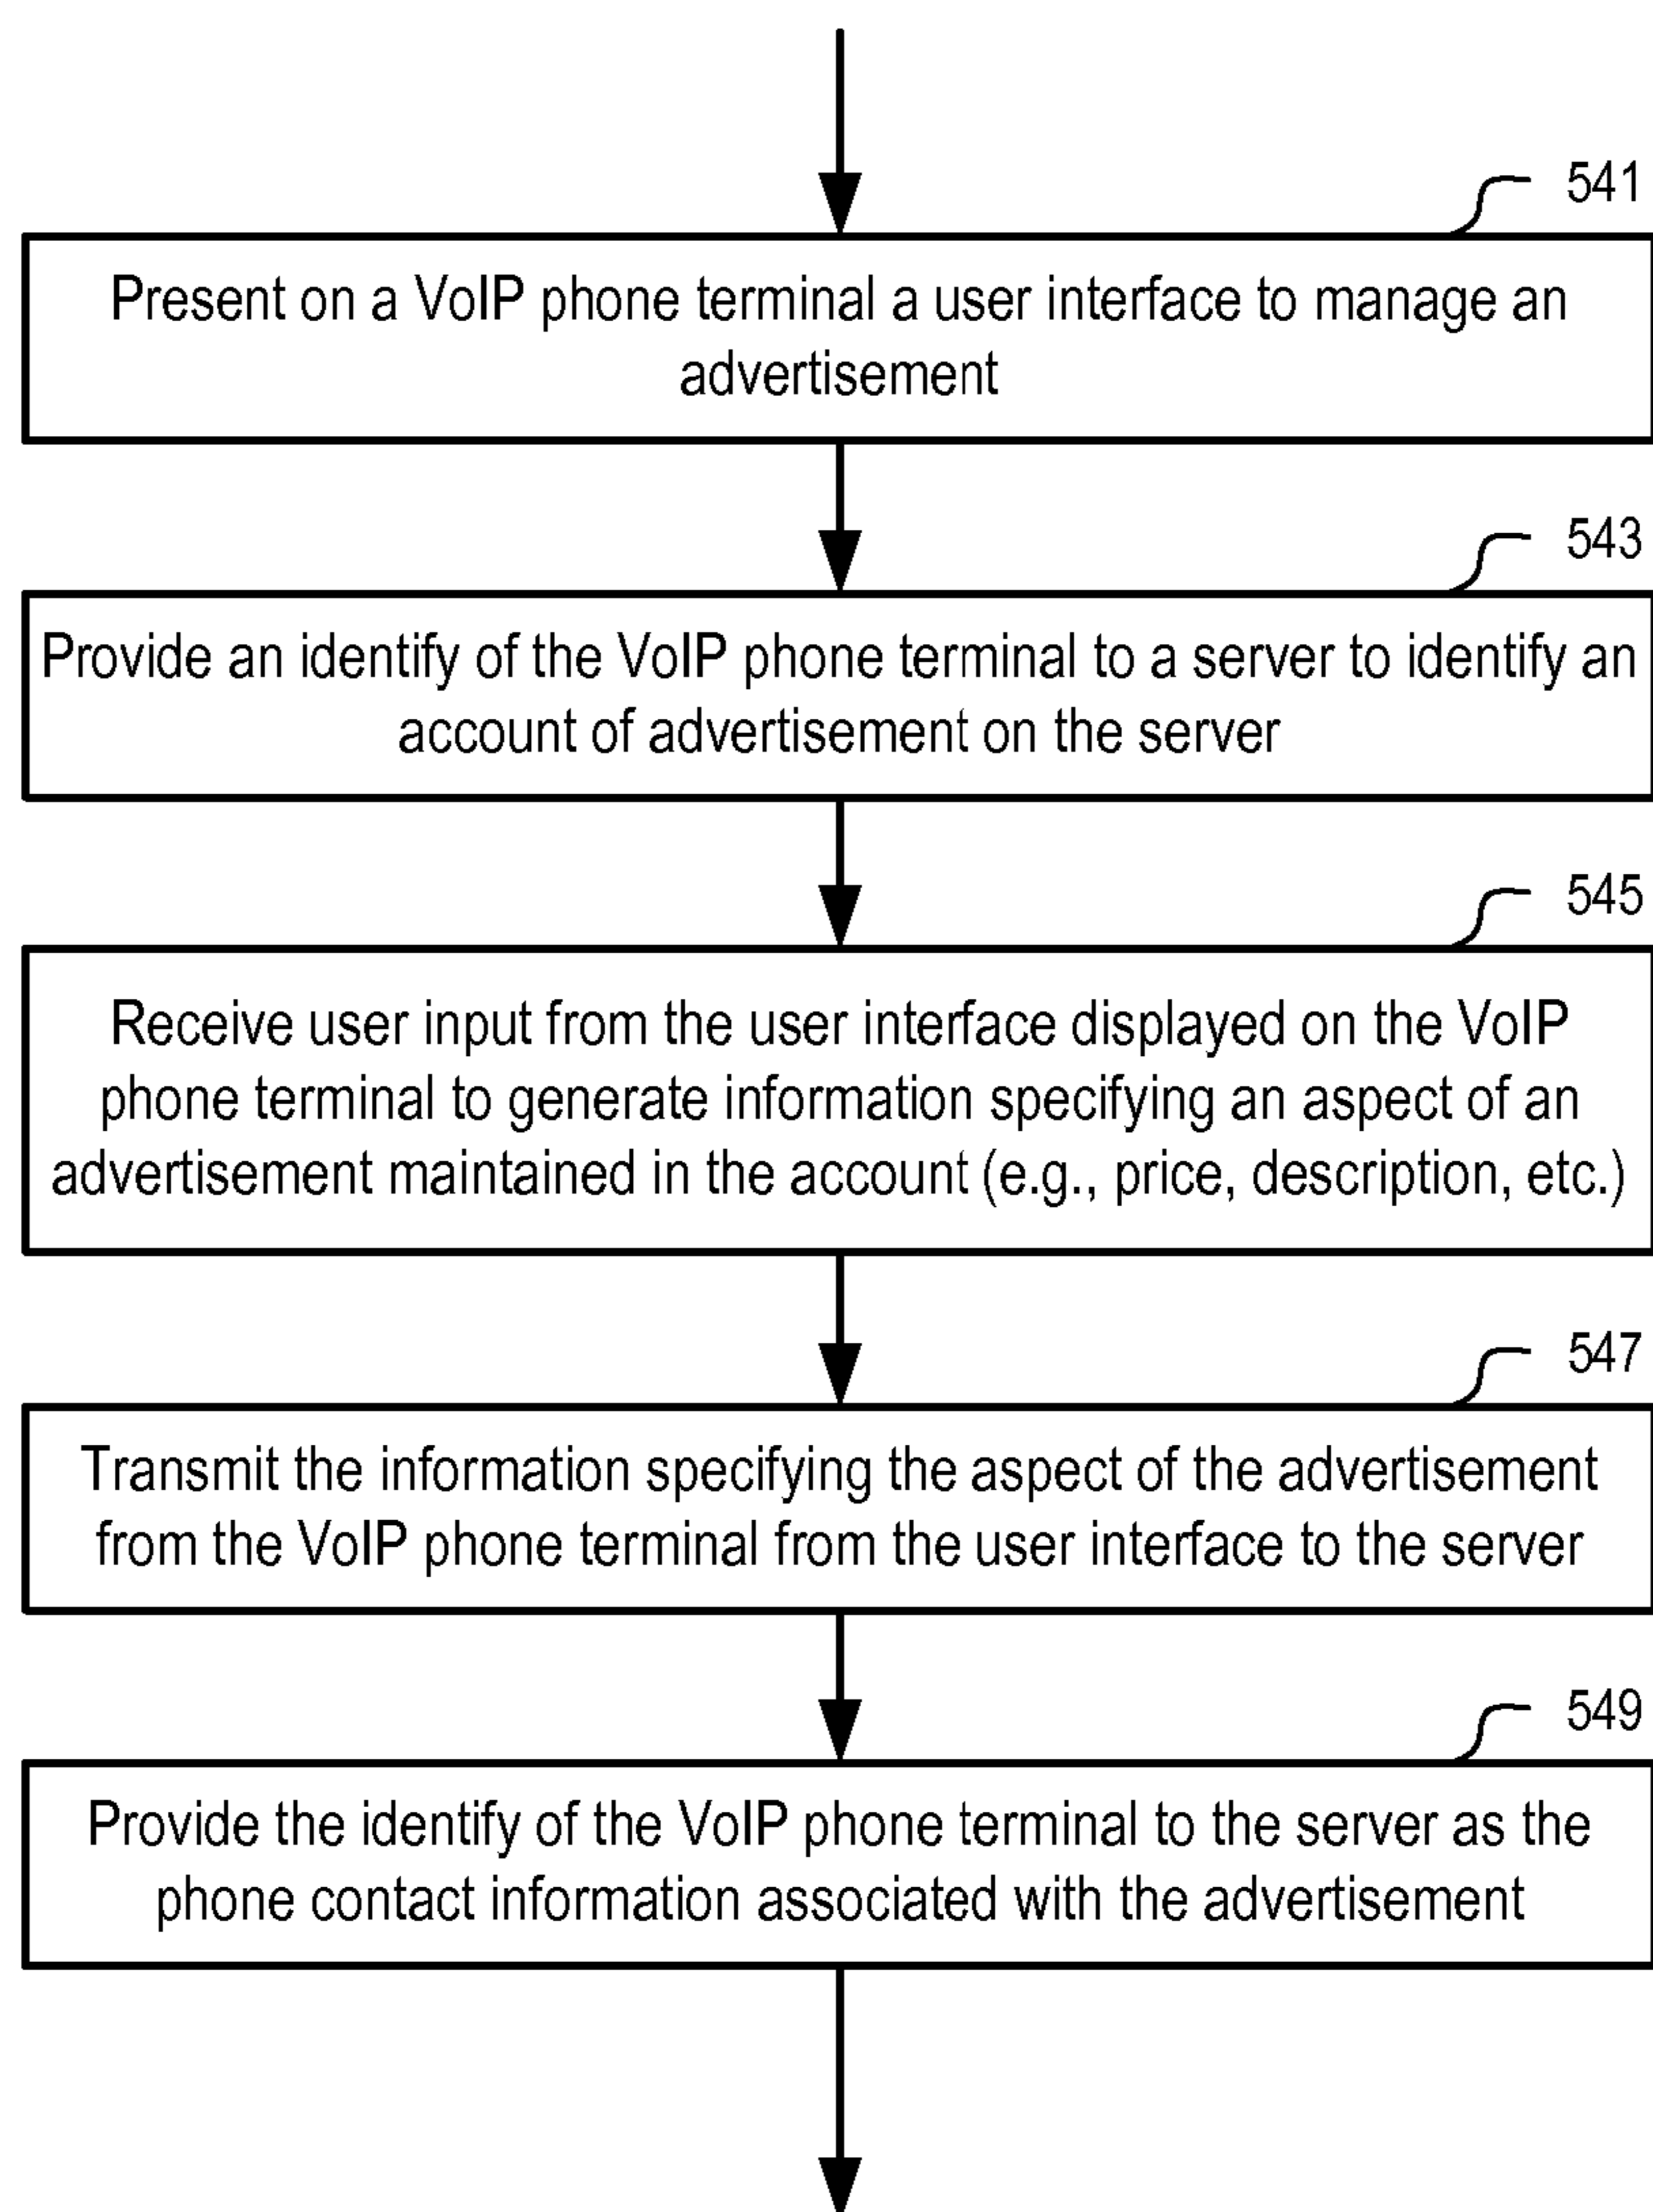 541
Present on a VoIP phone terminal a user interface to manage an
advertisement
543
Provide an identify of the VoIP phone terminal to a server to identify an
account of advertisement on the server
545
Receive user input from the user interface displayed on the VoIP
phone terminal to generate information specifying an aspect of an
advertisement maintained in the account (e.g., price, description, etc.)
547
Transmit the information specifying the aspect of the advertisement
from the VoIP phone terminal from the user interface to the server
549
Provide the identify of the VoIP phone terminal to the server as the
phone contact information associated with the advertisement